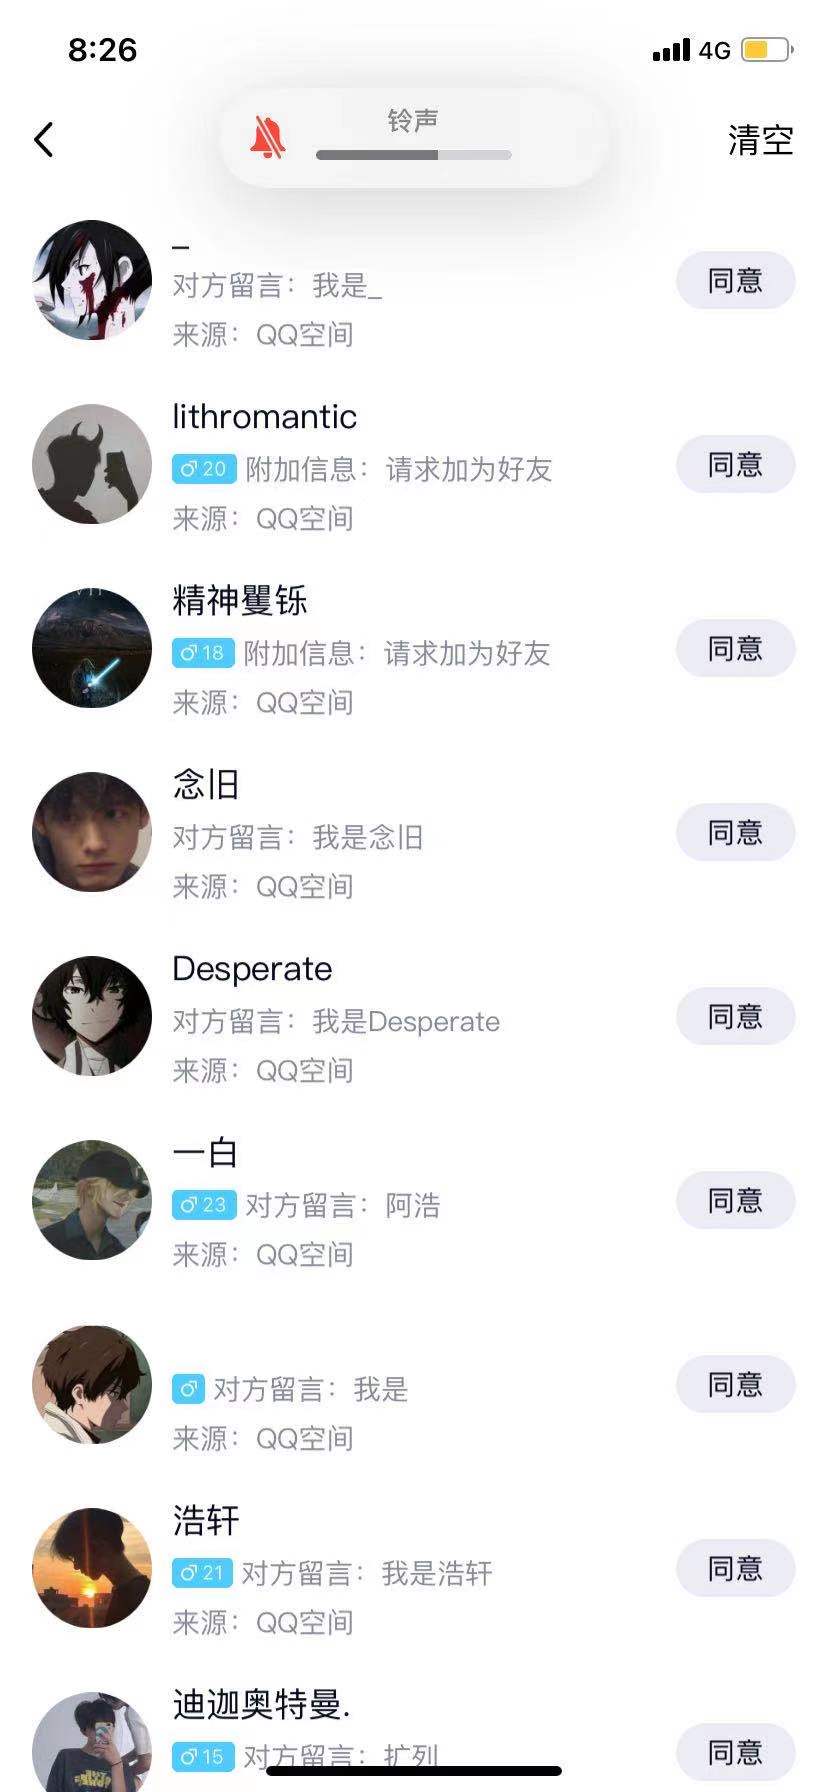 8:26
4G
铃声
清空
_
对方留言：我是_
来源：QQ空间
同意
lithromantic
♂20 附加信息：请求加为好友
来源：QQ空间
同意
精神矍铄
♂18 附加信息：请求加为好友
来源：QQ空间
同意
念旧
对方留言：我是念旧
来源：QQ空间
同意
Desperate
对方留言：我是Desperate
来源：QQ空间
同意
一白
♂23 对方留言：阿浩
来源：QQ空间
同意
♂ 对方留言：我是
来源：QQ空间
同意
浩轩
♂21 对方留言：我是浩轩
来源：QQ空间
同意
迪迦奥特曼.
♂15 对方留言：扩列
同意